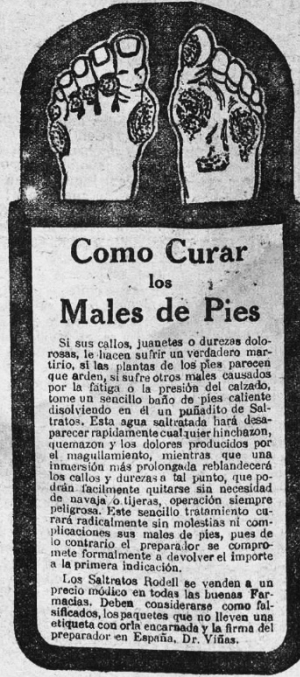 Como Curar
los
Males de Pies
Si sus callos, juanetes o durezas dolo-
rosas, le hacen sufrir un verdadero mar-
tirio, si las plantas de los pies parecen
que arden, si sufre otros males causados
por la fatiga o la presión del calzado,
tome un sencillo baño de pies caliente
disolviendo en él un puñadito de Sal-
tratos. Esta agua saltratada hará desa-
parecer rapidamente cualquier hinchazon,
quemazon y los dolores producidos por
el magullamiento, mientras que una
inmersión más prolongada reblandecerá
los callos y durezas a tal punto, que po-
drán facilmente quitarse sin necesidad
de navaja o tijeras, operación siempre
peligrosa. Este sencillo tratamiento cu-
rará radicalmente sin molestias ni com-
plicaciones sus males de pies, pues de
lo contrario el preparador se compro-
mete formalmente a devolver el importe
a la primera indicación.
Los Saltratos Rodell se venden a un
precio módico en todas las buenas Far-
macias. Deben considerarse como fal-
sificados, los paquetes que no lleven una
etiqueta con orla encarnada y la firma del
preparador en España, Dr. Viñas.